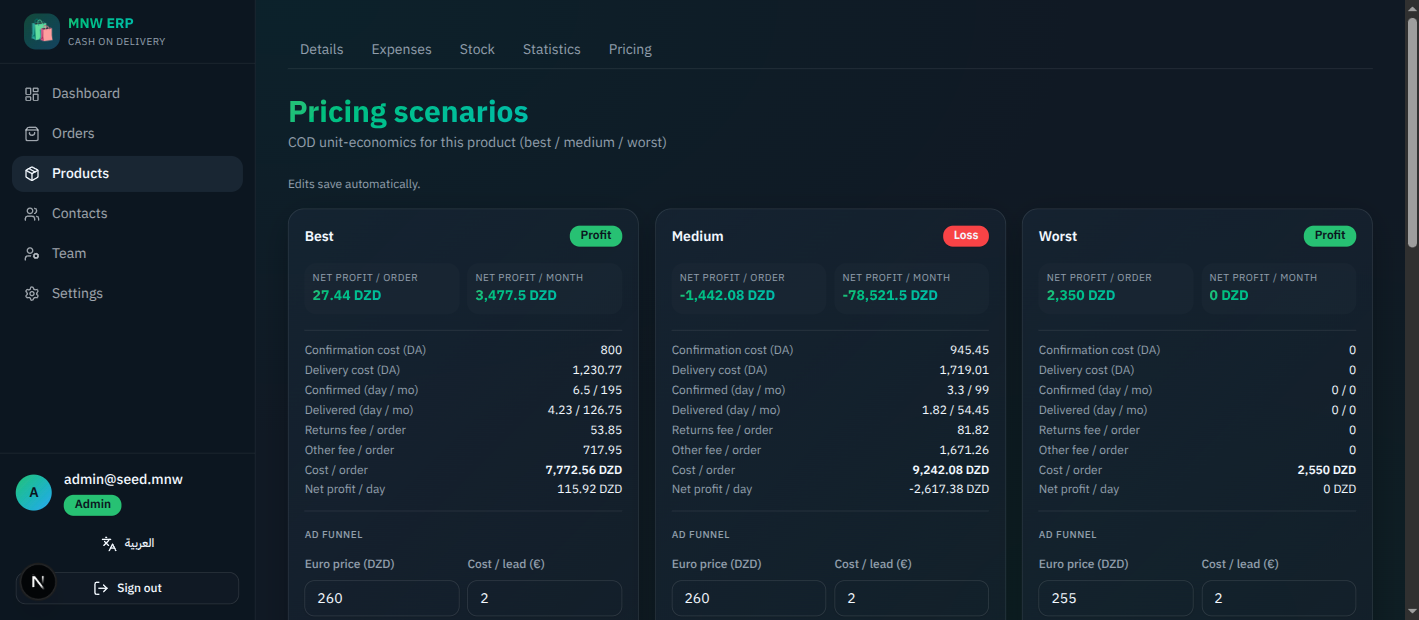 MNW ERP
CASH ON DELIVERY
Dashboard
Orders
Products
Contacts
Team
Settings
A
admin@seed.mnw
Admin
العربية
N
Sign out
Details Expenses Stock Statistics Pricing
Pricing scenarios
COD unit-economics for this product (best / medium / worst)
Edits save automatically.
Best Profit
NET PROFIT / ORDER NET PROFIT / MONTH
27.44 DZD 3,477.5 DZD
Confirmation cost (DA) 800
Delivery cost (DA) 1,230.77
Confirmed (day / mo) 6.5 / 195
Delivered (day / mo) 4.23 / 126.75
Returns fee / order 53.85
Other fee / order 717.95
Cost / order 7,772.56 DZD
Net profit / day 115.92 DZD
AD FUNNEL
Euro price (DZD) Cost / lead (€)
260 2
Medium Loss
NET PROFIT / ORDER NET PROFIT / MONTH
-1,442.08 DZD -78,521.5 DZD
Confirmation cost (DA) 945.45
Delivery cost (DA) 1,719.01
Confirmed (day / mo) 3.3 / 99
Delivered (day / mo) 1.82 / 54.45
Returns fee / order 81.82
Other fee / order 1,671.26
Cost / order 9,242.08 DZD
Net profit / day -2,617.38 DZD
AD FUNNEL
Euro price (DZD) Cost / lead (€)
260 2
Worst Profit
NET PROFIT / ORDER NET PROFIT / MONTH
2,350 DZD 0 DZD
Confirmation cost (DA) 0
Delivery cost (DA) 0
Confirmed (day / mo) 0 / 0
Delivered (day / mo) 0 / 0
Returns fee / order 0
Other fee / order 0
Cost / order 2,550 DZD
Net profit / day 0 DZD
AD FUNNEL
Euro price (DZD) Cost / lead (€)
255 2